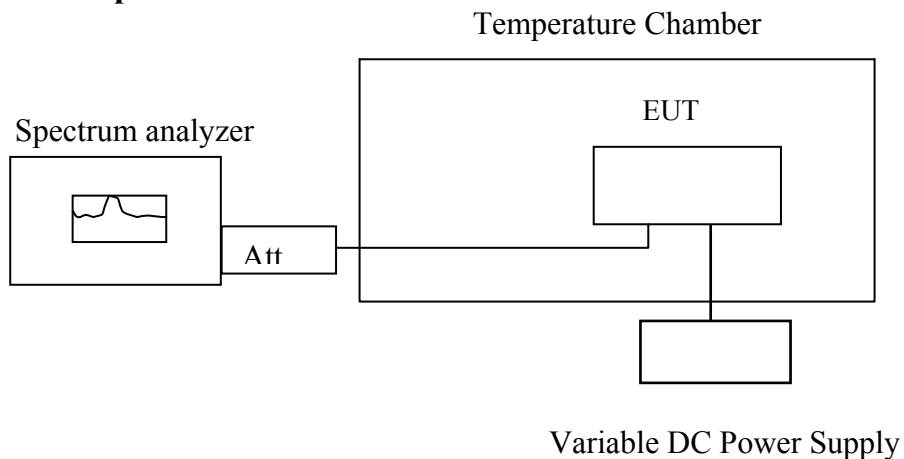 Temperature Chamber
EUT
Spectrum analyzer
Att
Variable DC Power Supply